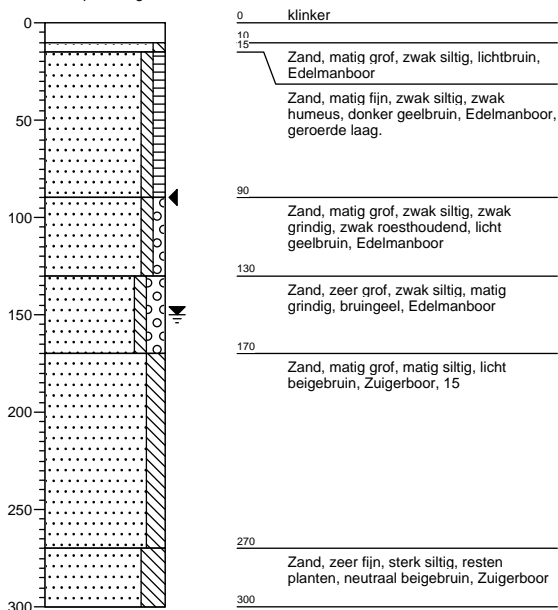 0
50
100
150
200
250
300
0 klinker
10
15
Zand, matig grof, zwak siltig, lichtbruin,
Edelmanboor
Zand, matig fijn, zwak siltig, zwak
humeus, donker geelbruin, Edelmanboor,
geroerde laag.
90
Zand, matig grof, zwak siltig, zwak
grindig, zwak roesthoudend, licht
geelbruin, Edelmanboor
130
Zand, zeer grof, zwak siltig, matig
grindig, bruingeel, Edelmanboor
170
Zand, matig grof, matig siltig, licht
beigebruin, Zuigerboor, 15
270
Zand, zeer fijn, sterk siltig, resten
planten, neutraal beigebruin, Zuigerboor
300